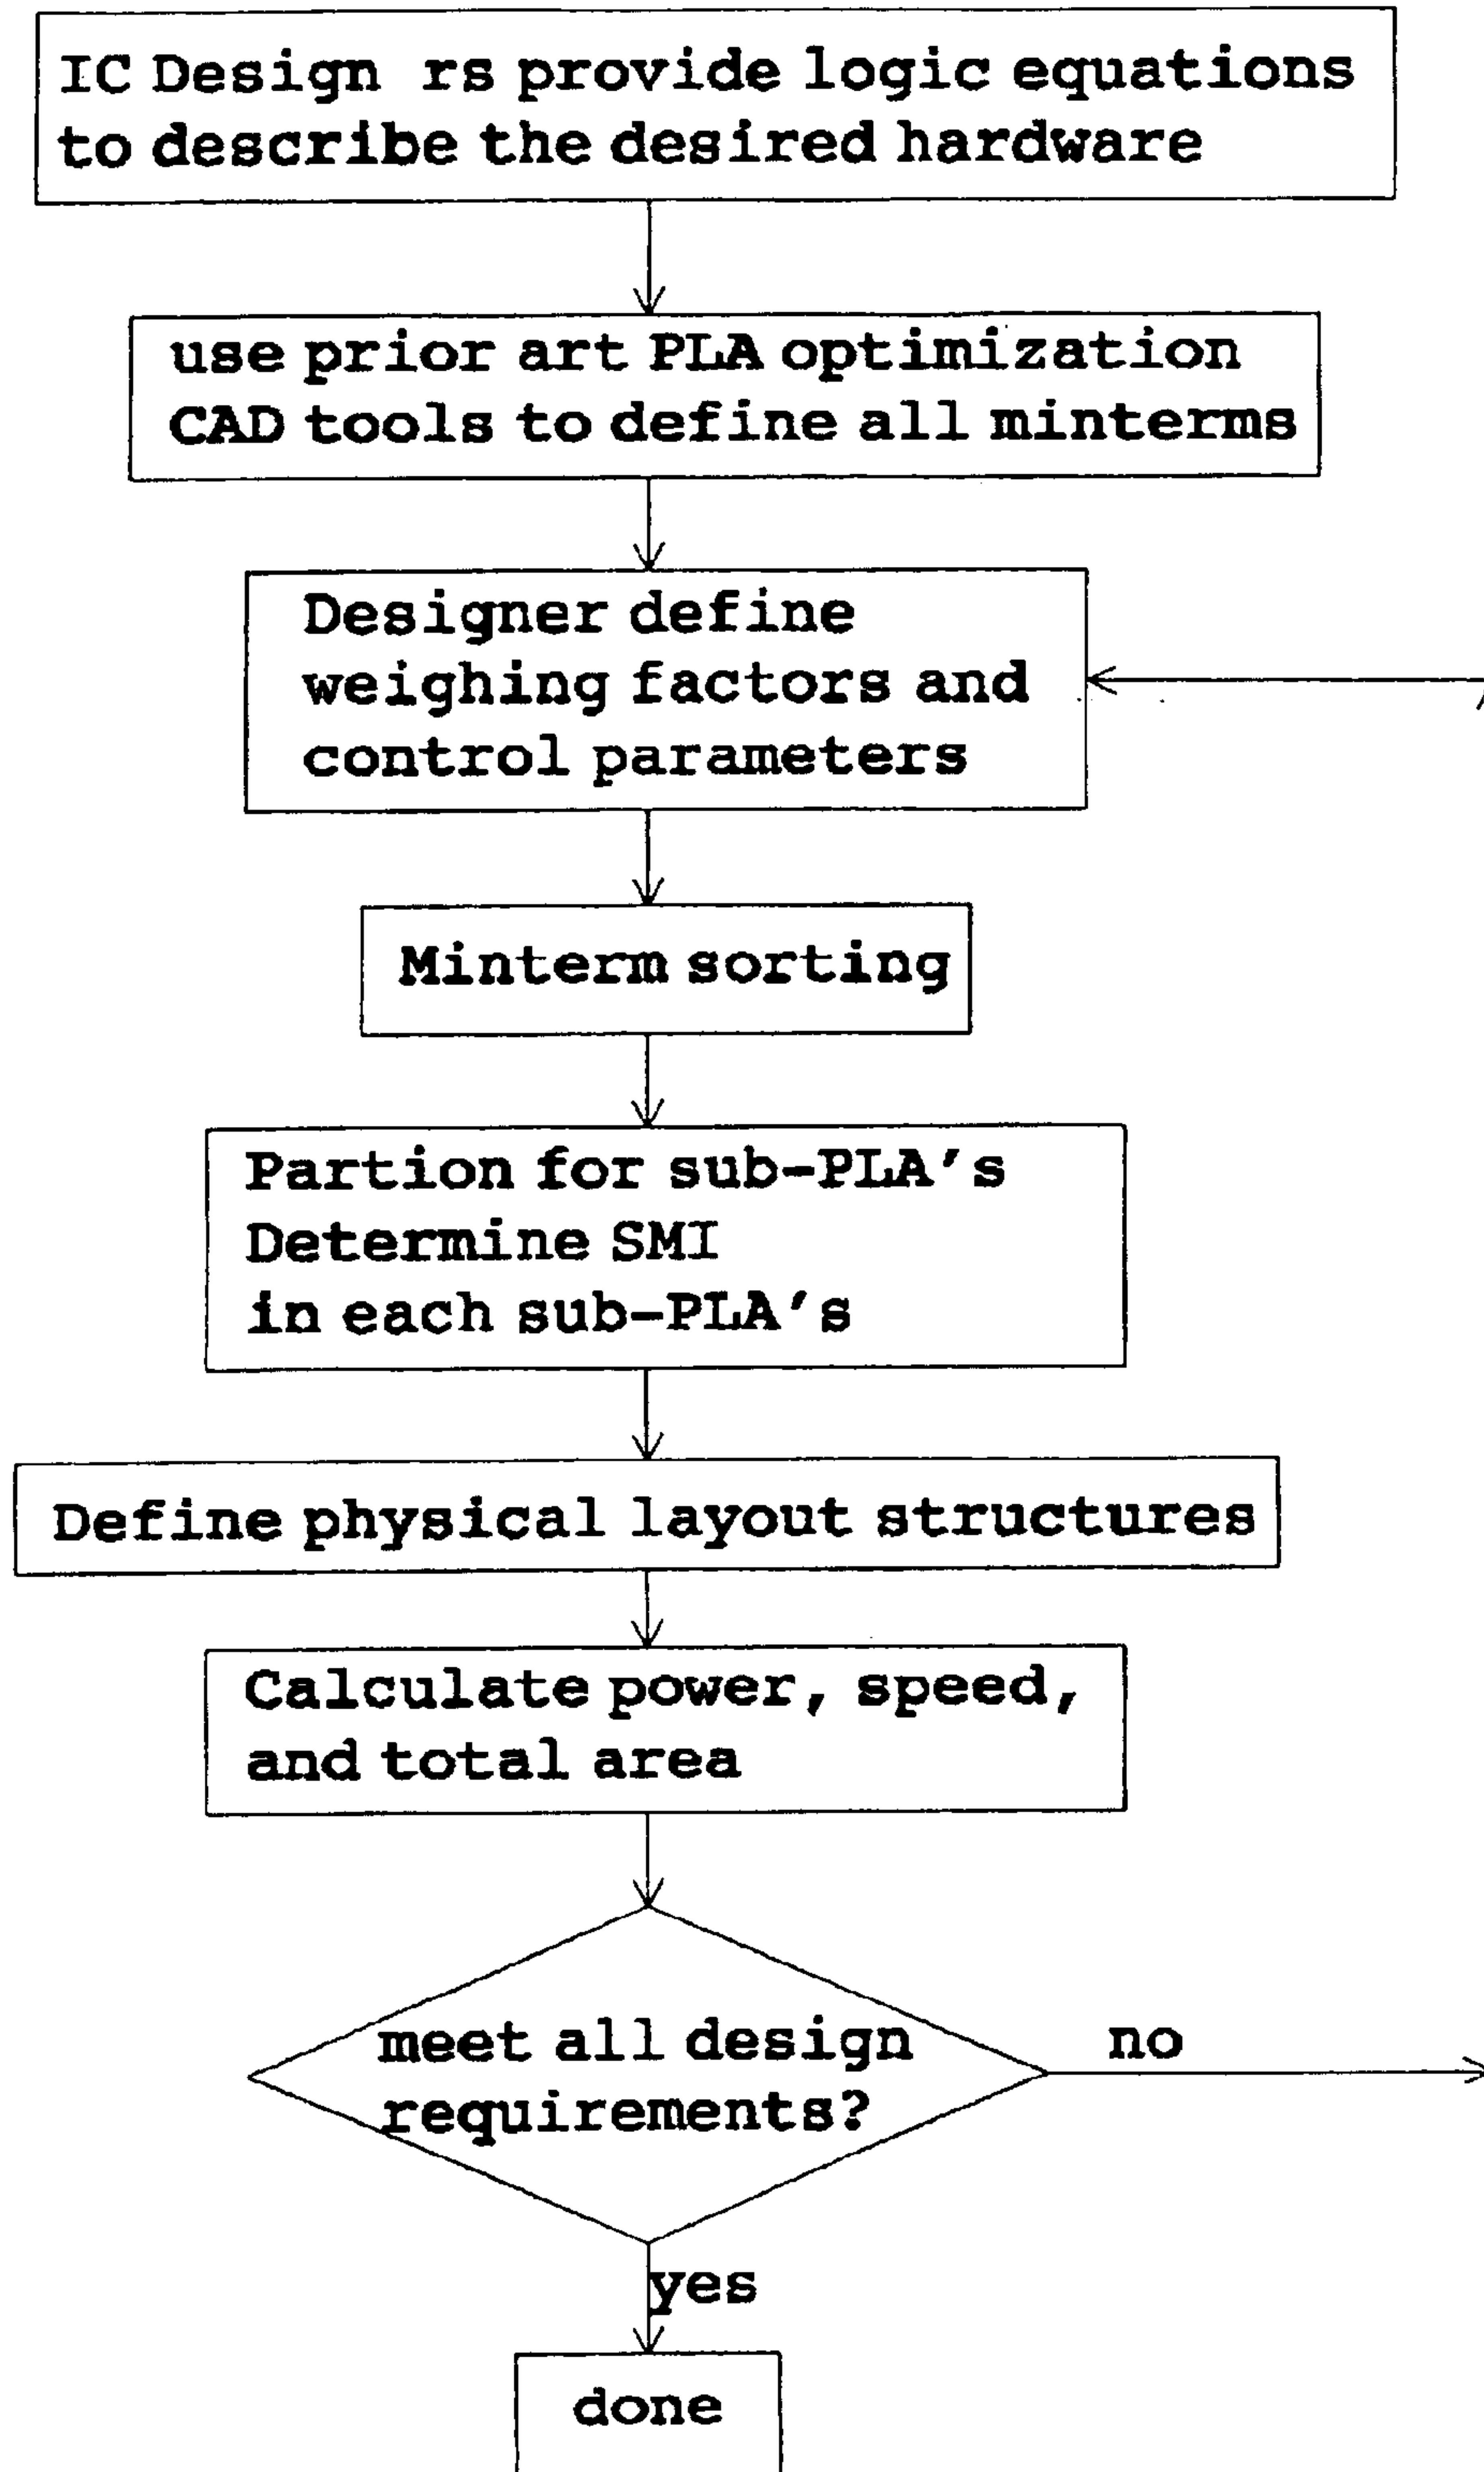 IC Design rs provide logic equations
to describe the desired hardware
use prior art PLA optimization
CAD tools to define all minterms
Designer define
weighing factors and
control parameters
Minterm sorting
Partion for sub-PLA's
Determine SMI
in each sub-PLA's
Define physical layout structures
Calculate power, speed,
and total area
meet all design
requirements?
no
yes
done